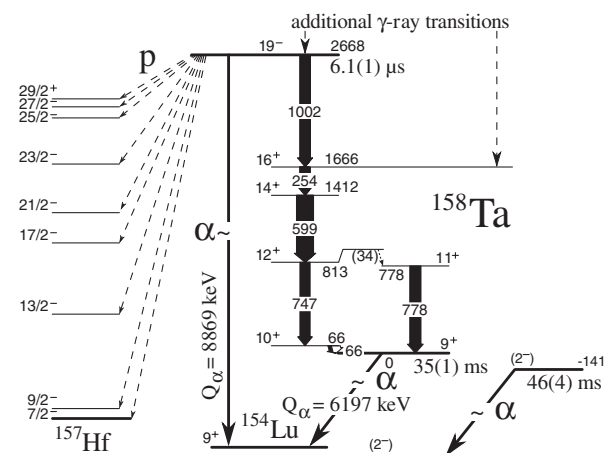 additional γ-ray transitions
19⁻ 2668
p
6.1(1) μs
29/2⁺
27/2⁻
25/2⁻
1002
23/2⁻
16⁺ 1666
254
14⁺ 1412
¹⁵⁸Ta
21/2⁻
α~
599
17/2⁻
12⁺ 813
(34)
11⁺
778
747
778
13/2⁻
Qα = 8869 keV
10⁺ 66
66
9⁺
0
35(1) ms
(2⁻) -141
46(4) ms
~ α
Qα = 6197 keV
~ α
9/2⁻
7/2⁻
¹⁵⁷Hf
¹⁵⁴Lu
9⁺
(2⁻)